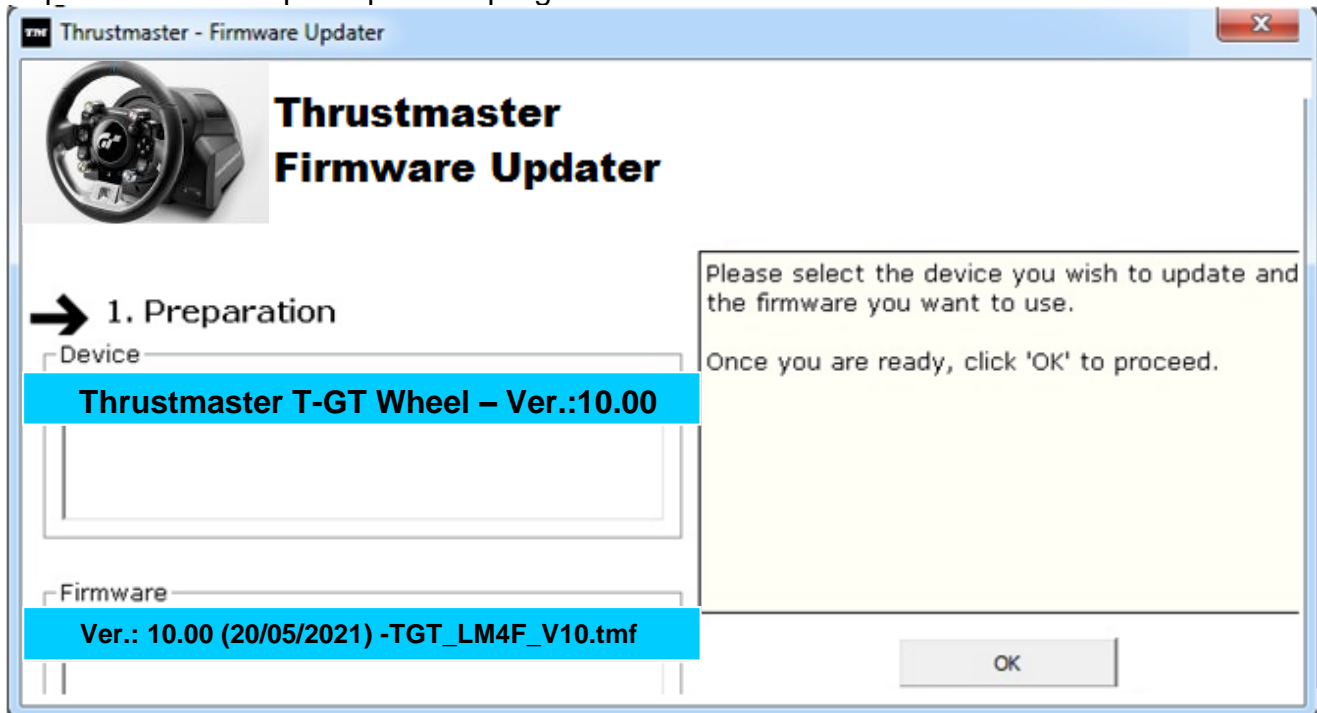 Thrustmaster - Firmware Updater
Thrustmaster
Firmware Updater
1. Preparation
Device
Thrustmaster T-GT Wheel – Ver.:10.00
Firmware
Ver.: 10.00 (20/05/2021) -TGT_LM4F_V10.tmf
Please select the device you wish to update and
the firmware you want to use.
Once you are ready, click 'OK' to proceed.
OK